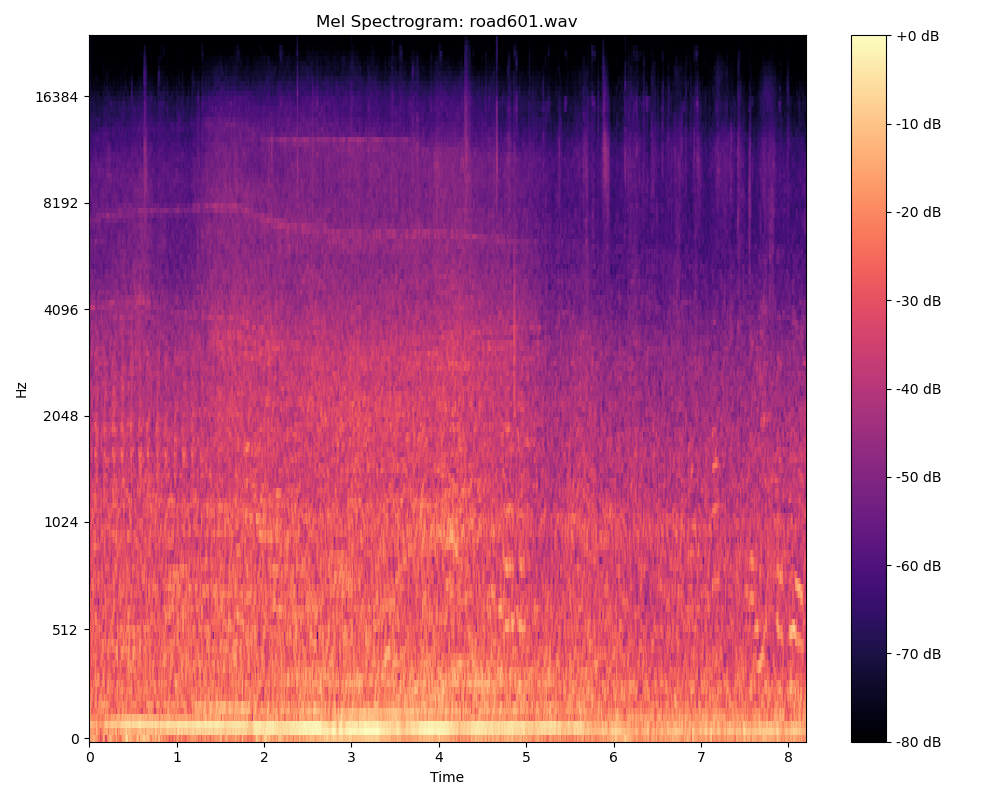 Mel Spectrogram: road601.wav
Hz
16384
8192
4096
2048
1024
512
0
0 1 2 3 4 5 6 7 8
Time
+0 dB
-10 dB
-20 dB
-30 dB
-40 dB
-50 dB
-60 dB
-70 dB
-80 dB